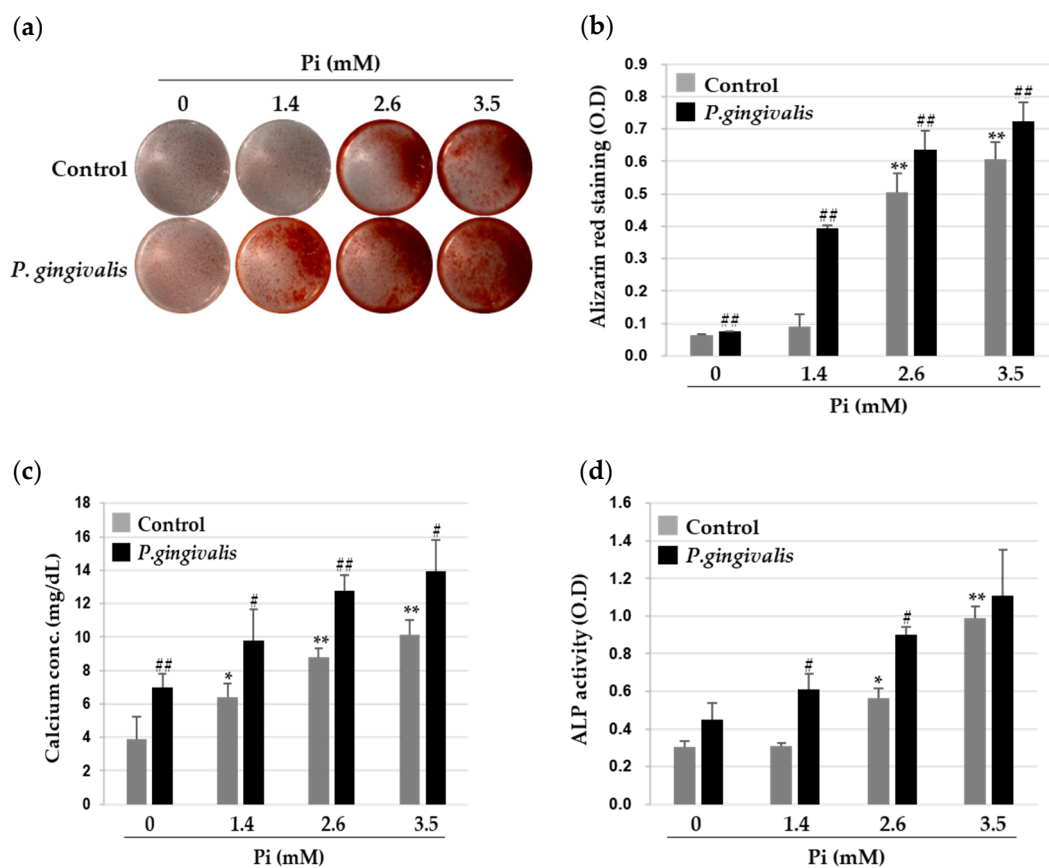 (a)
Pi (mM)
0 1.4 2.6 3.5
Control
P. gingivalis
(b)
Alizarin red staining (O.D)
0.9
0.8
0.7
0.6
0.5
0.4
0.3
0.2
0.1
0.0
Control
P.gingivalis
##
##
**
##
**
##
0 1.4 2.6 3.5
Pi (mM)
(c)
Calcium conc. (mg/dL)
18
16
14
12
10
8
6
4
2
0
Control
P.gingivalis
##
*
#
**
##
**
#
0 1.4 2.6 3.5
Pi (mM)
(d)
ALP activity (O.D)
1.6
1.4
1.2
1.0
0.8
0.6
0.4
0.2
0.0
Control
P.gingivalis
#
*
#
**
0 1.4 2.6 3.5
Pi (mM)